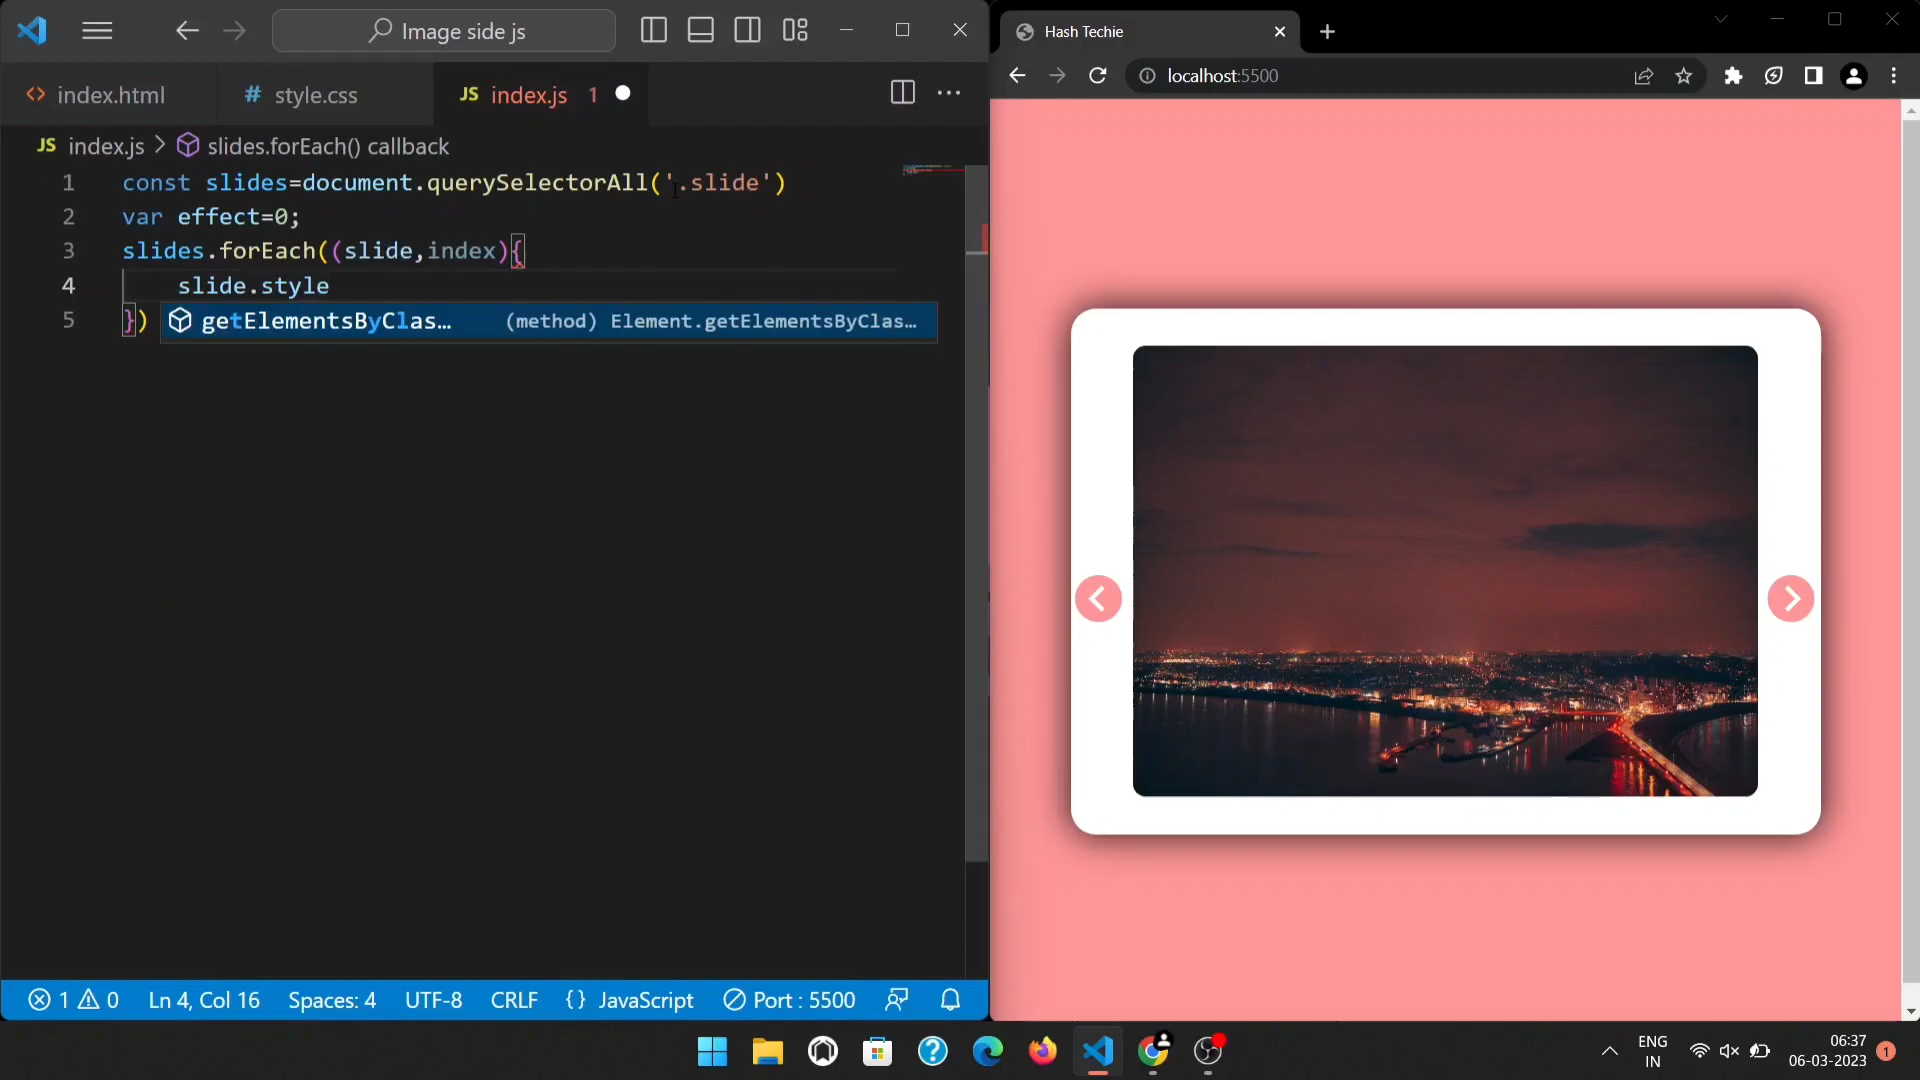 Image side js
index.html
style.css
JS index.js 1
JS index.js > slides.forEach() callback
1 const slides=document.querySelectorAll('.slide')
2 var effect=0;
3 slides.forEach((slide,index){
4 slide.style
5 })
getElementsByClas… (method) Element.getElementsByClas…
1 0 Ln 4, Col 16 Spaces: 4 UTF-8 CRLF {} JavaScript Port : 5500
Hash Techie
localhost:5500
ENG
IN
06:37
06-03-2023
1